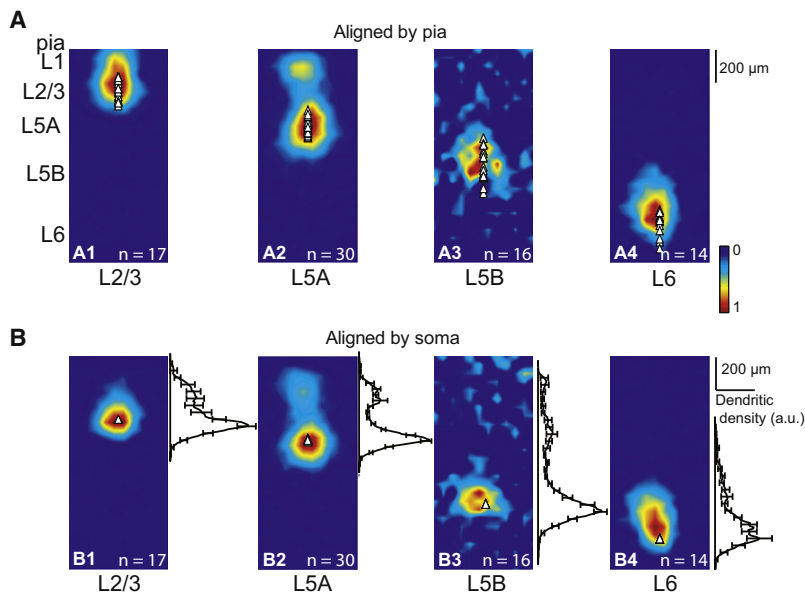 A
Aligned by pia
pia
L1
L2/3
L5A
L5B
L6
200 µm
A1 n = 17
A2 n = 30
A3 n = 16
A4 n = 14
0
1
L2/3
L5A
L5B
L6
B
Aligned by soma
200 µm
Dendritic
density (a.u.)
B1 n = 17
B2 n = 30
B3 n = 16
B4 n = 14
L2/3
L5A
L5B
L6